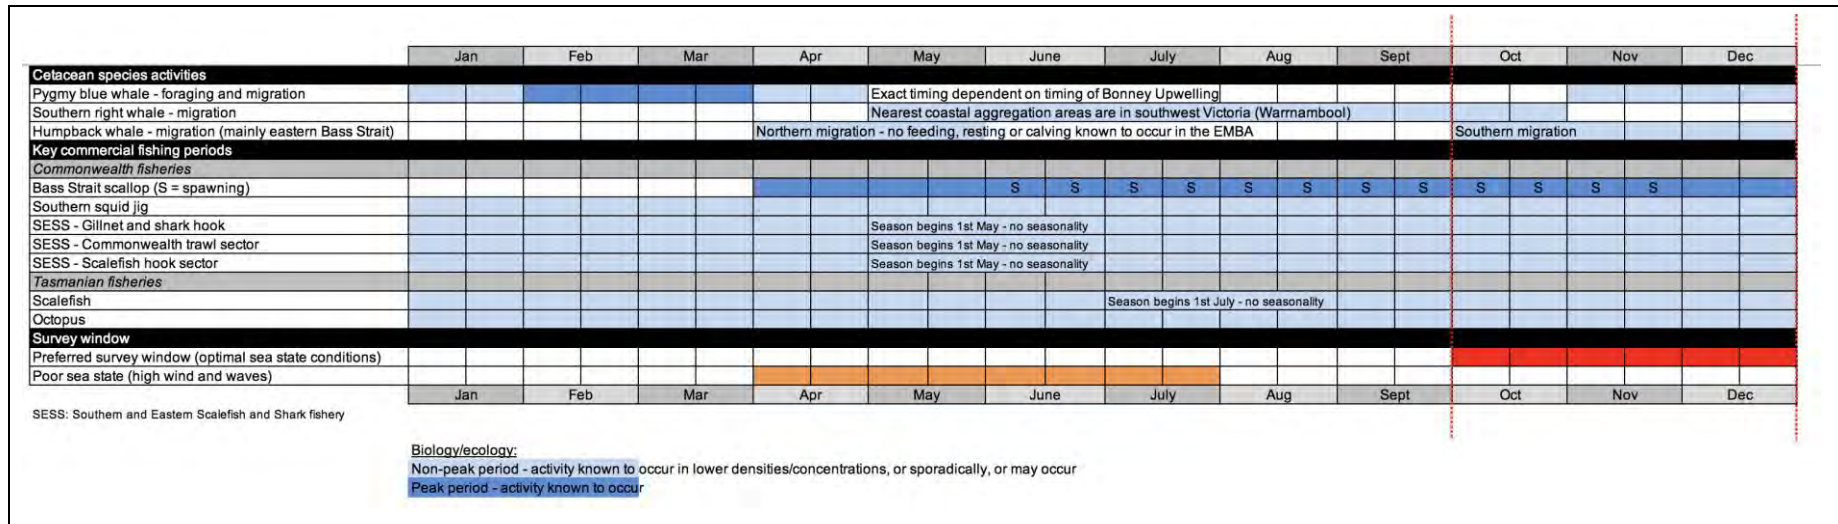 Jan Feb Mar Apr May June July Aug Sept Oct Nov Dec
Cetacean species activities
Pygmy blue whale - foraging and migration Exact timing dependent on timing of Bonney Upwelling
Southern right whale - migration Nearest coastal aggregation areas are in southwest Victoria (Warrnambool)
Humpback whale - migration (mainly eastern Bass Strait) Northern migration - no feeding, resting or calving known to occur in the EMBA Southern migration
Key commercial fishing periods
Commonwealth fisheries
Bass Strait scallop (S = spawning) S S S S S S S S S S S S
Southern squid jig
SESS - Gillnet and shark hook Season begins 1st May - no seasonality
SESS - Commonwealth trawl sector Season begins 1st May - no seasonality
SESS - Scalefish hook sector Season begins 1st May - no seasonality
Tasmanian fisheries
Scalefish Season begins 1st July - no seasonality
Octopus
Survey window
Preferred survey window (optimal sea state conditions)
Poor sea state (high wind and waves)
Jan Feb Mar Apr May June July Aug Sept Oct Nov Dec
SESS: Southern and Eastern Scalefish and Shark fishery
Biology/ecology:
Non-peak period - activity known to occur in lower densities/concentrations, or sporadically, or may occur
Peak period - activity known to occur